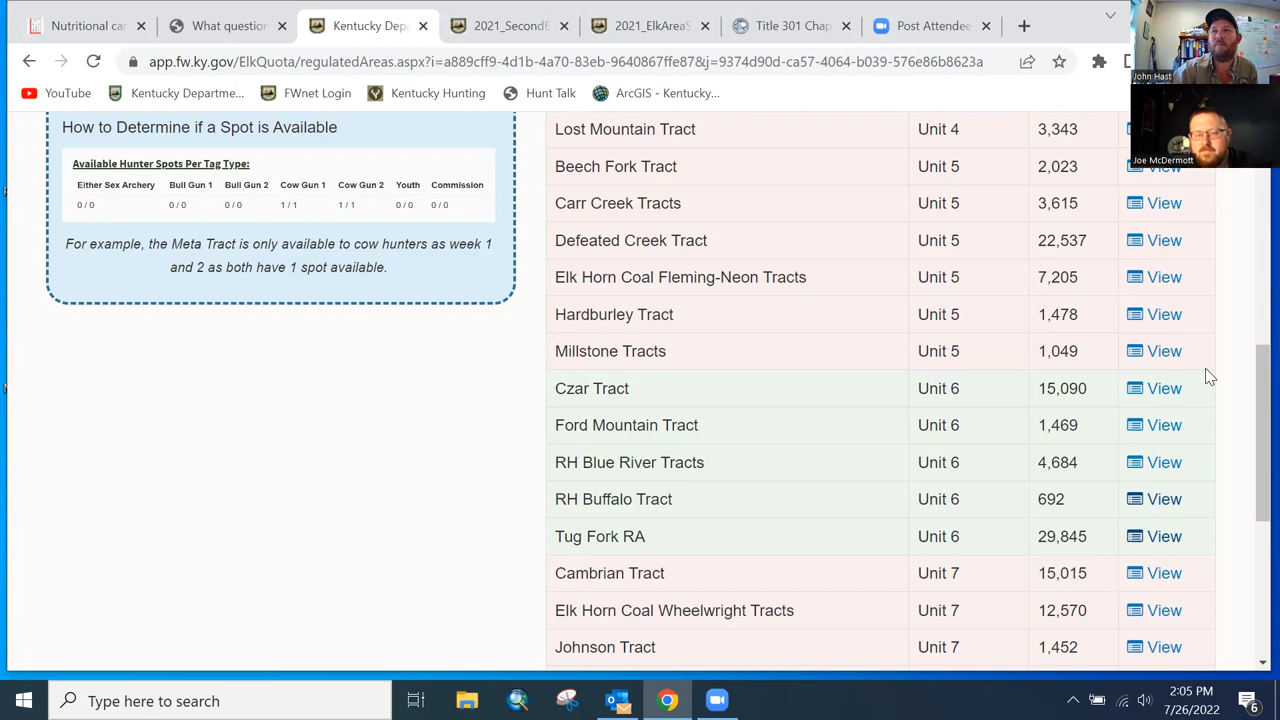 Nutritional ca
What question
Kentucky Dep
2021_SecondE
2021_ElkAreaS
Title 301 Chap
Post Attende
app.fw.ky.gov/ElkQuota/regulatedAreas.aspx?a=e9cff9-4d1b-4a70-83eb-9640867ffe87&j=9374d90d-ca57-4064-b039-576e86b8623a
YouTube
Kentucky Departme...
FWnet Login
Kentucky Hunting
Hunt Talk
ArcGIS - Kentucky...
John Hast
Joe McDermott
How to Determine if a Spot is Available
Available Hunter Spots Per Tag Type:
Either Sex Archery Bull Gun 1 Bull Gun 2 Cow Gun 1 Cow Gun 2 Youth Commission
0 / 0 0 / 0 0 / 0 1 / 1 1 / 1 0 / 0 0 / 0
For example, the Meta Tract is only available to cow hunters as week 1
and 2 as both have 1 spot available.
Lost Mountain Tract Unit 4 3,343
Beech Fork Tract Unit 5 2,023
Carr Creek Tracts Unit 5 3,615 View
Defeated Creek Tract Unit 5 22,537 View
Elk Horn Coal Fleming-Neon Tracts Unit 5 7,205 View
Hardburley Tract Unit 5 1,478 View
Millstone Tracts Unit 5 1,049 View
Czar Tract Unit 6 15,090 View
Ford Mountain Tract Unit 6 1,469 View
RH Blue River Tracts Unit 6 4,684 View
RH Buffalo Tract Unit 6 692 View
Tug Fork RA Unit 6 29,845 View
Cambrian Tract Unit 7 15,015 View
Elk Horn Coal Wheelwright Tracts Unit 7 12,570 View
Johnson Tract Unit 7 1,452 View
Type here to search
2:05 PM
7/26/2022
6